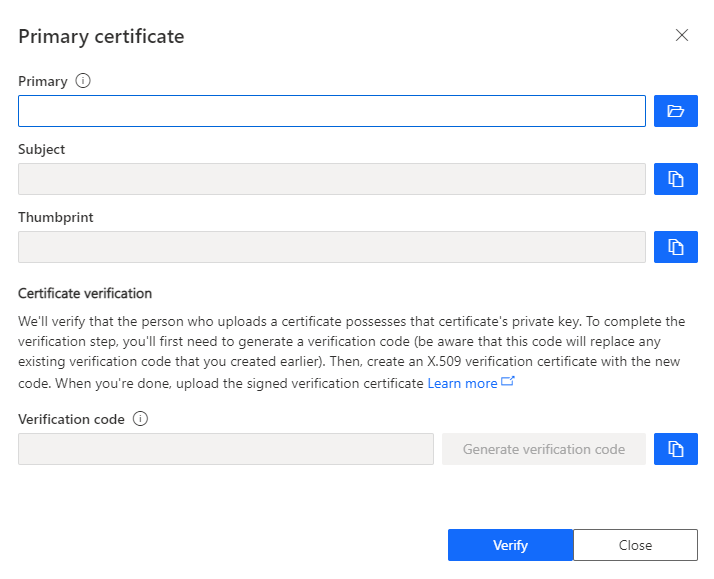 Primary certificate
Primary
Subject
Thumbprint
Certificate verification
We'll verify that the person who uploads a certificate possesses that certificate's private key. To complete the
verification step, you'll first need to generate a verification code (be aware that this code will replace any
existing verification code that you created earlier). Then, create an X.509 verification certificate with the new
code. When you're done, upload the signed verification certificate Learn more
Verification code
Generate verification code
Verify Close